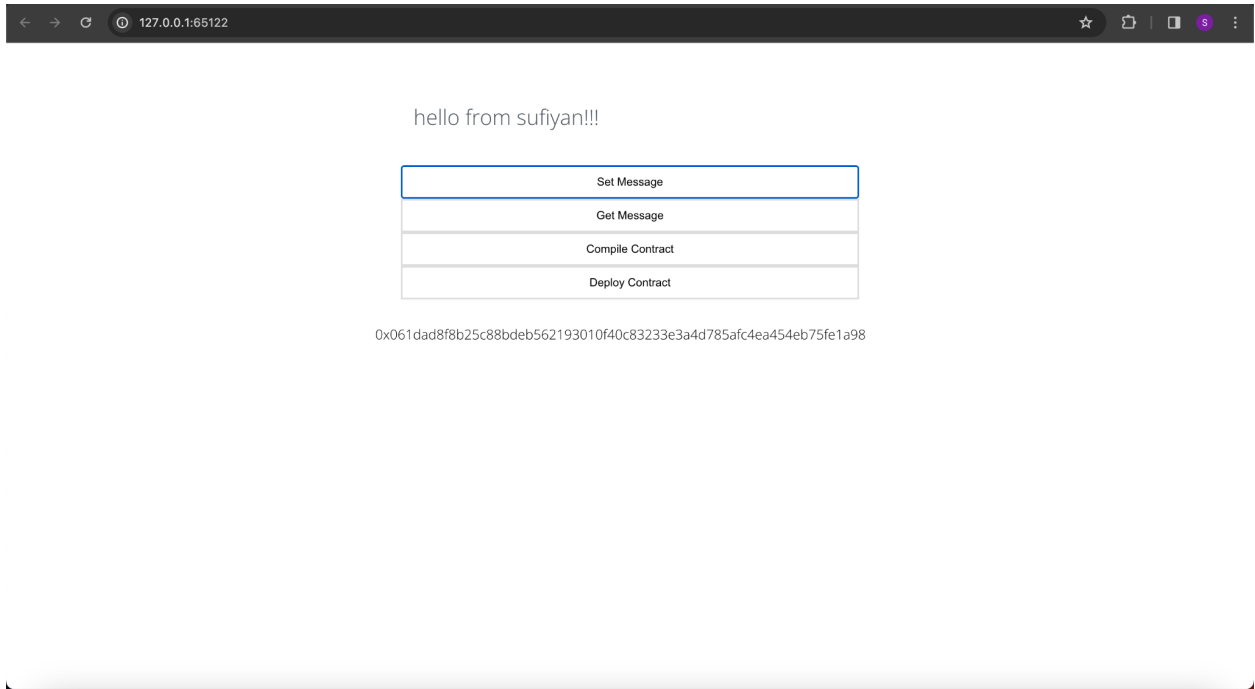 127.0.0.1:65122
S
hello from sufiyan!!!
Set Message
Get Message
Compile Contract
Deploy Contract
0x061dad8f8b25c88bdeb562193010f40c83233e3a4d785afc4ea454eb75fe1a98